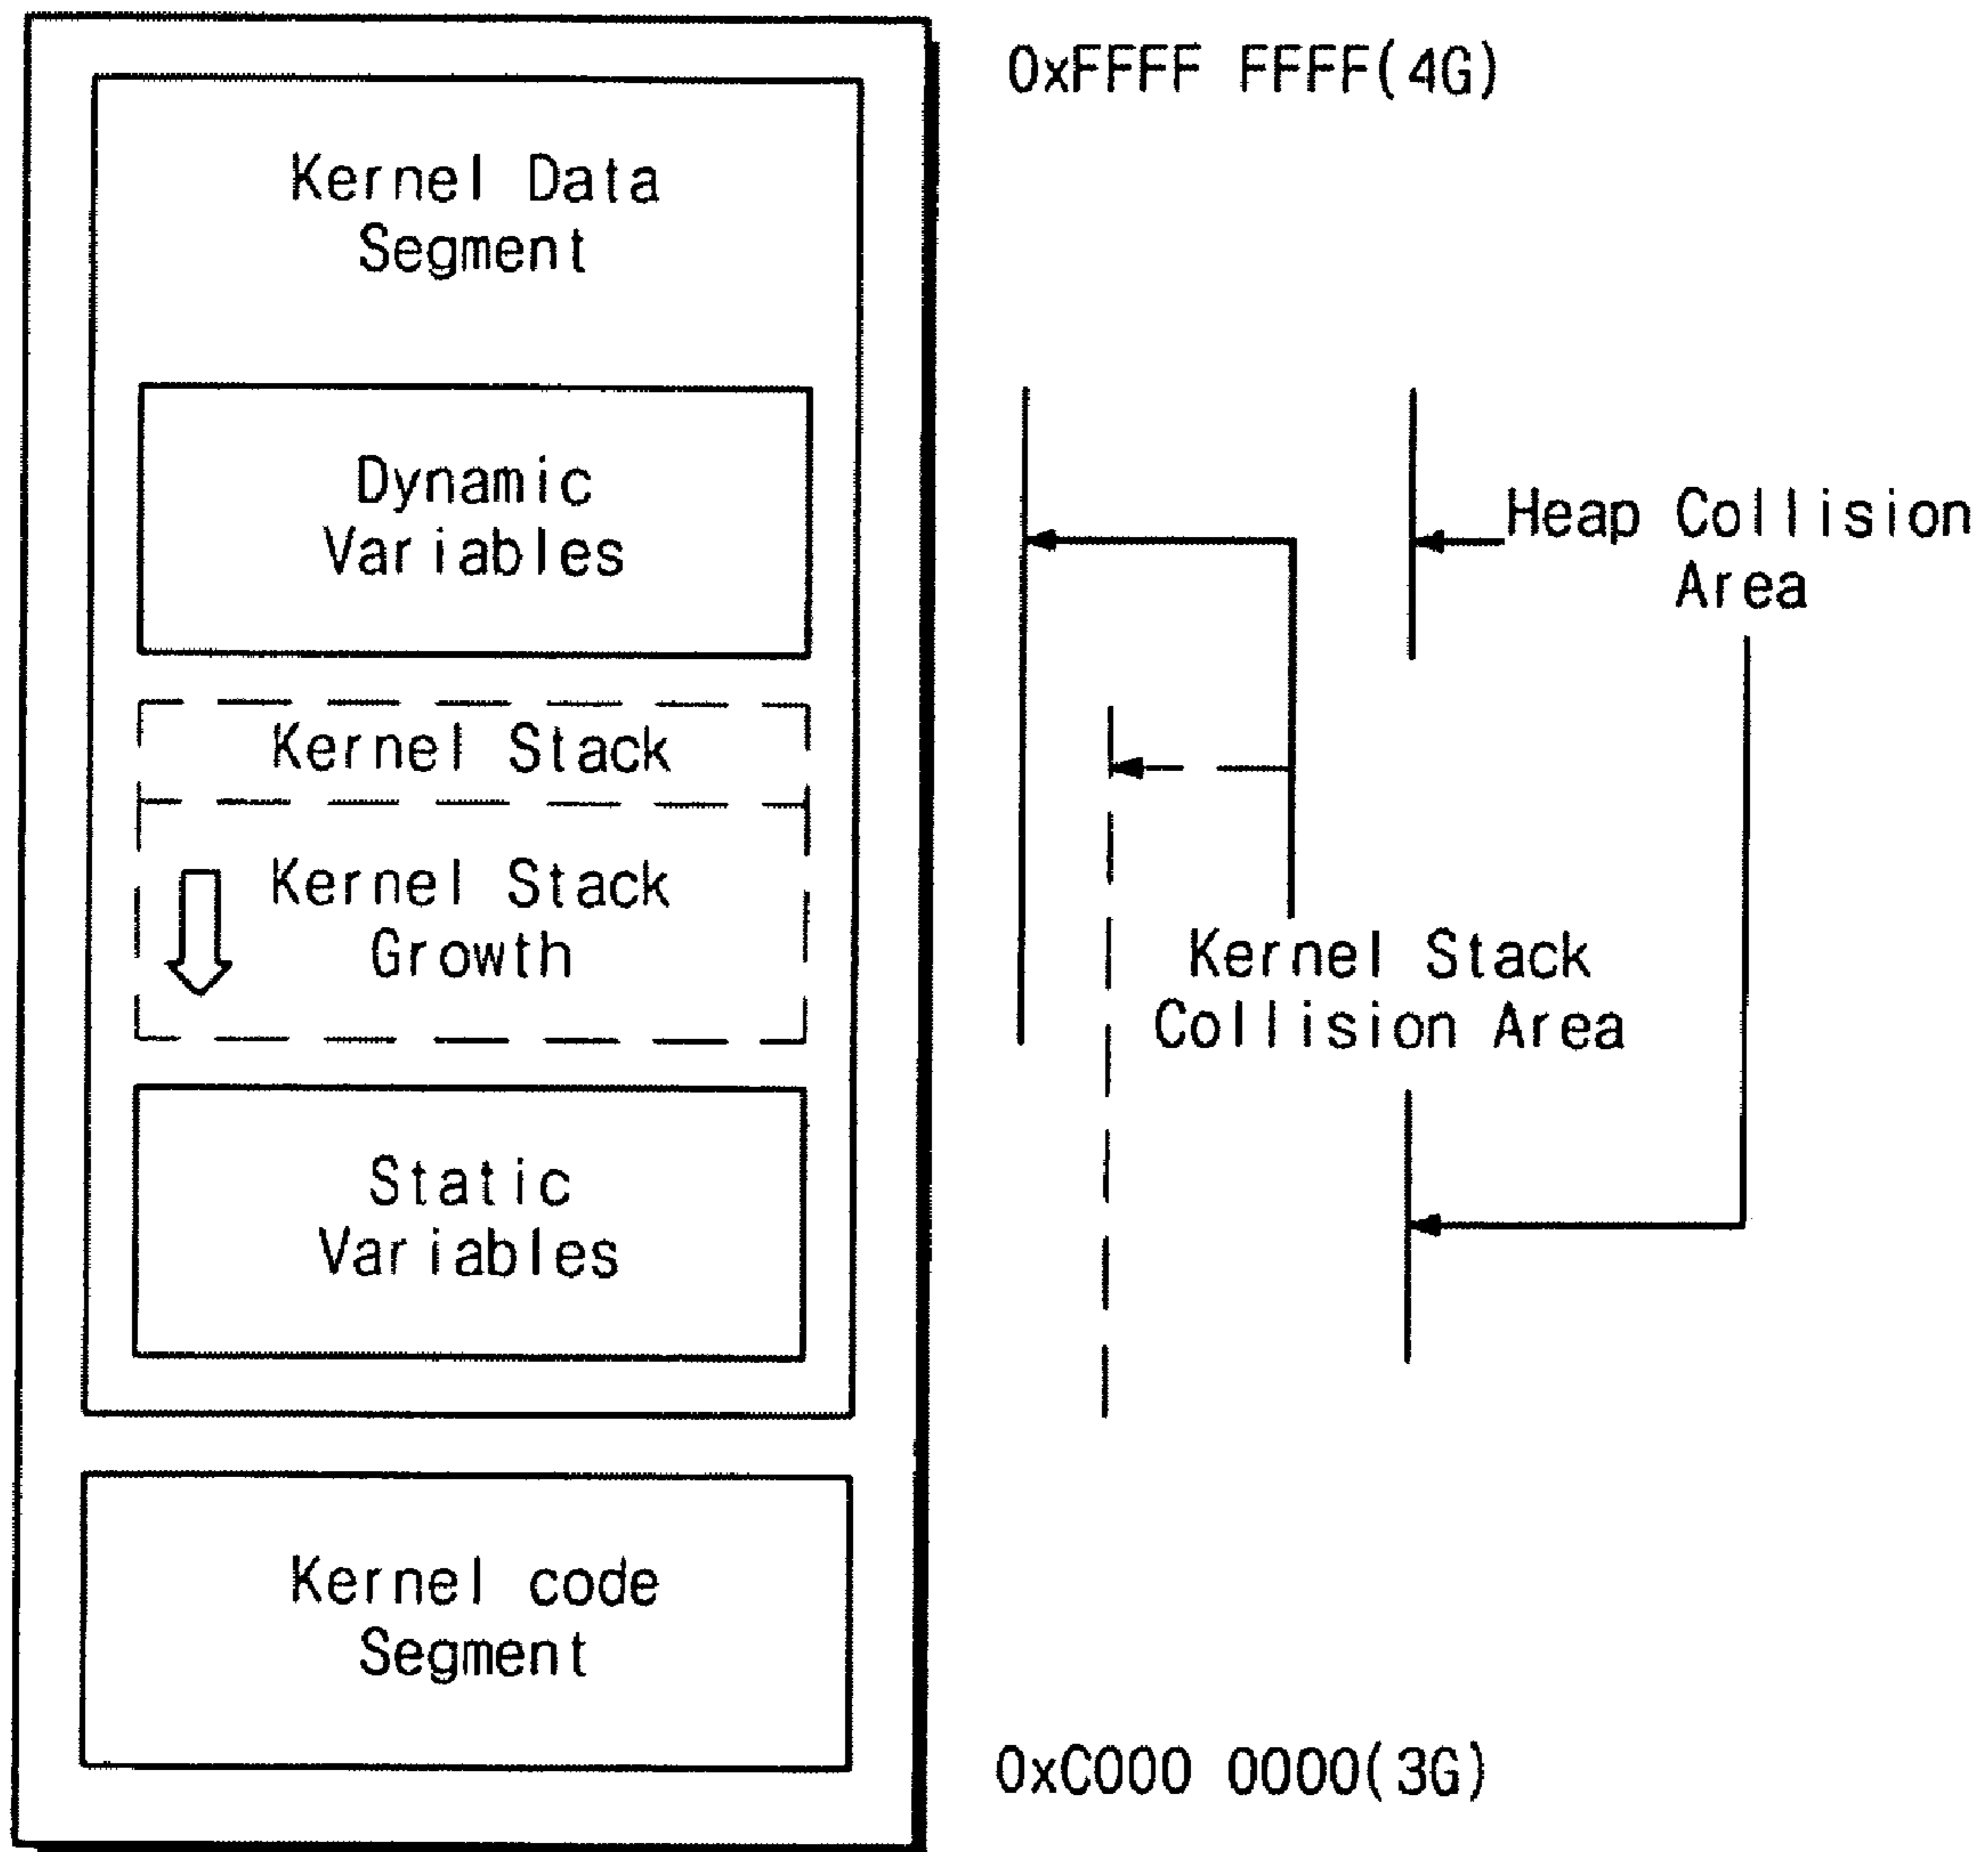 0xFFFF FFFF(4G)
Kernel Data
Segment
Dynamic
Variables
Heap Collision
Area
Kernel Stack
Kernel Stack
Growth
Kernel Stack
Collision Area
Static
Variables
Kernel code
Segment
0xC000 0000(3G)